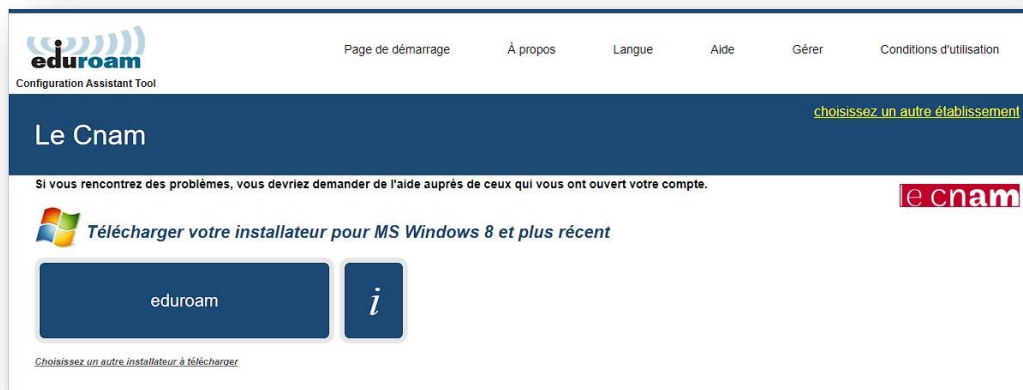 eduroam
Configuration Assistant Tool
Page de démarrage À propos Langue Aide Gérer Conditions d'utilisation
choisissez un autre établissement
Le Cnam
Si vous rencontrez des problèmes, vous devriez demander de l'aide auprès de ceux qui vous ont ouvert votre compte.
le cnam
Télécharger votre installateur pour MS Windows 8 et plus récent
eduroam
i
Choisissez un autre installateur à télécharger